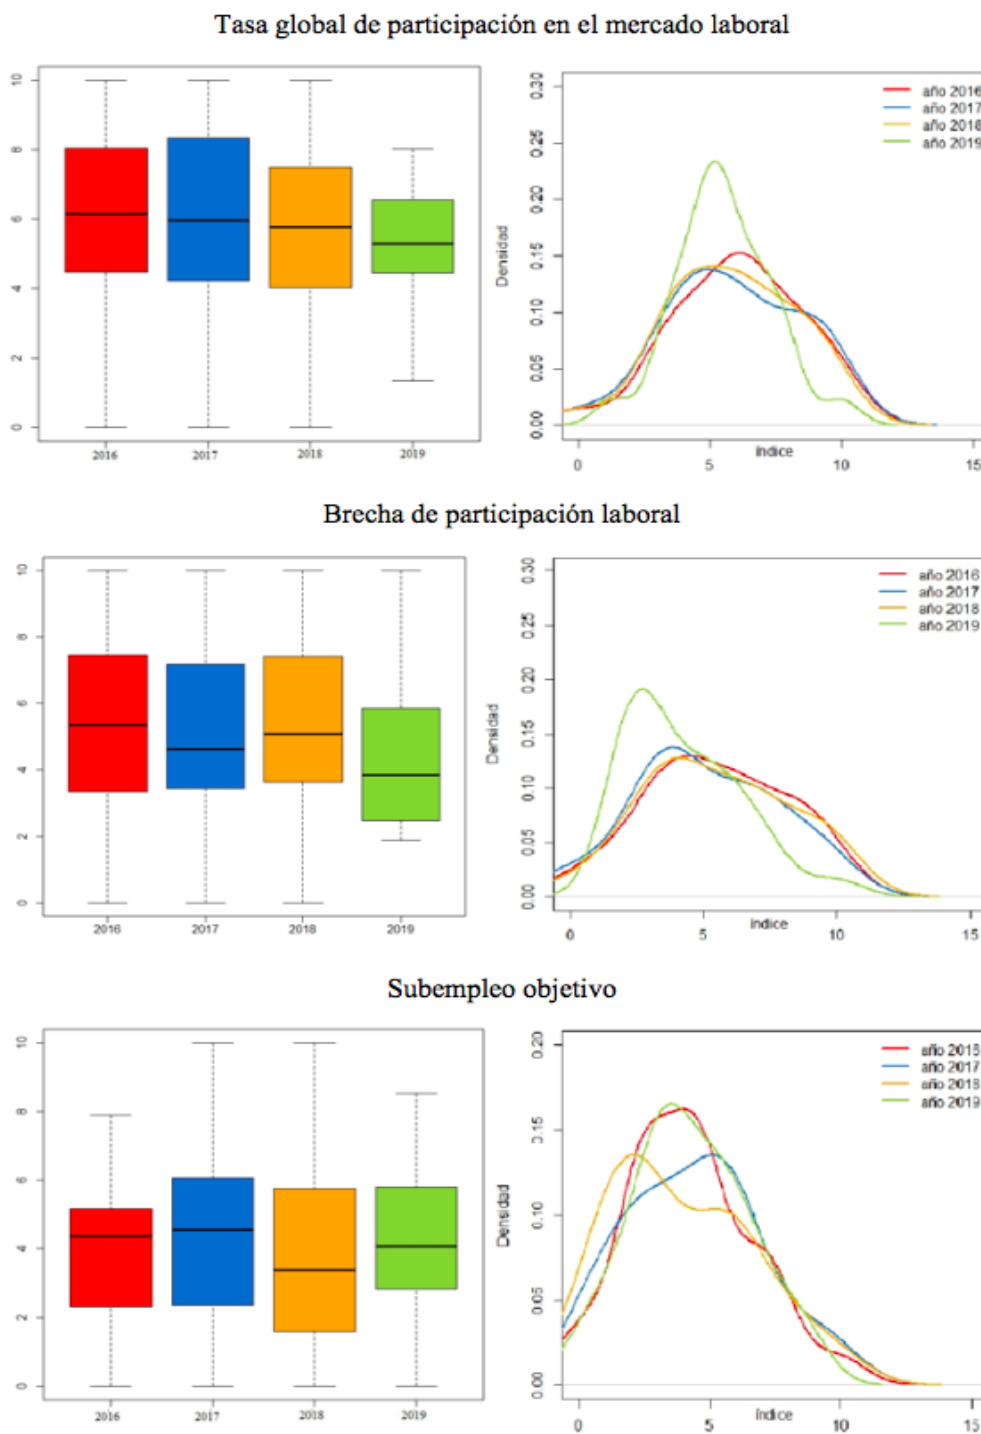 Tasa global de participación en el mercado laboral
10
8
6
4
2
0
2016
2017
2018
2019
Densidad
0.30
0.25
0.20
0.15
0.10
0.05
0.00
año 2016
año 2017
año 2018
año 2019
0
5
10
15
índice
Brecha de participación laboral
10
8
6
4
2
0
2016
2017
2018
2019
Densidad
0.30
0.25
0.20
0.15
0.10
0.05
0.00
año 2016
año 2017
año 2018
año 2019
0
5
10
15
índice
Subempleo objetivo
10
8
6
4
2
0
2016
2017
2018
2019
Densidad
0.20
0.15
0.10
0.05
0.00
año 2016
año 2017
año 2018
año 2019
0
5
10
15
índice